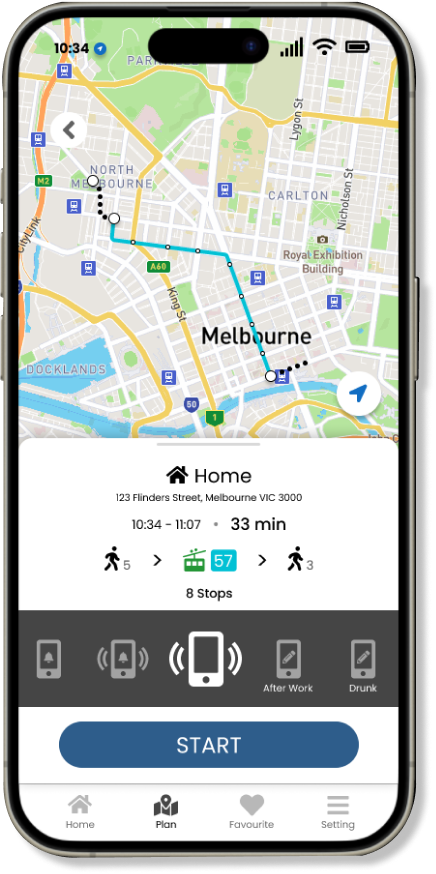 10:34
PARKVILLE
Lygon St
NORTH
MELBOURNE
M2
CARLTON
Nicholson St
CityLink
Royal Exhibition
Building
A60
King St
Melbourne
DOCKLANDS
50
1
Home
123 Flinders Street, Melbourne VIC 3000
10:34 - 11:07 • 33 min
5 > 57 > 3
8 Stops
After Work Drunk
START
Home Plan Favourite Setting